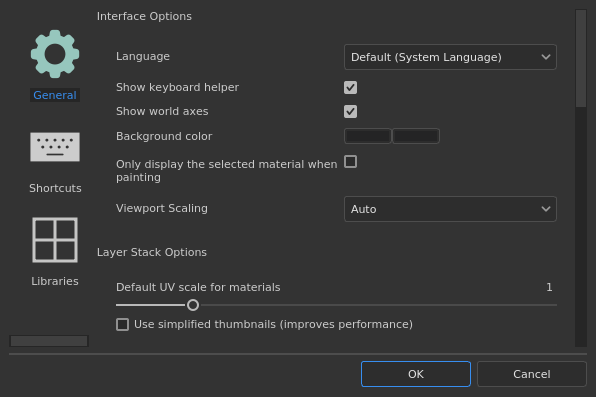 Interface Options
Language
Default (System Language)
General
Show keyboard helper
Show world axes
Background color
Only display the selected material when
painting
Shortcuts
Viewport Scaling
Auto
Layer Stack Options
Libraries
Default UV scale for materials
1
Use simplified thumbnails (improves performance)
OK
Cancel